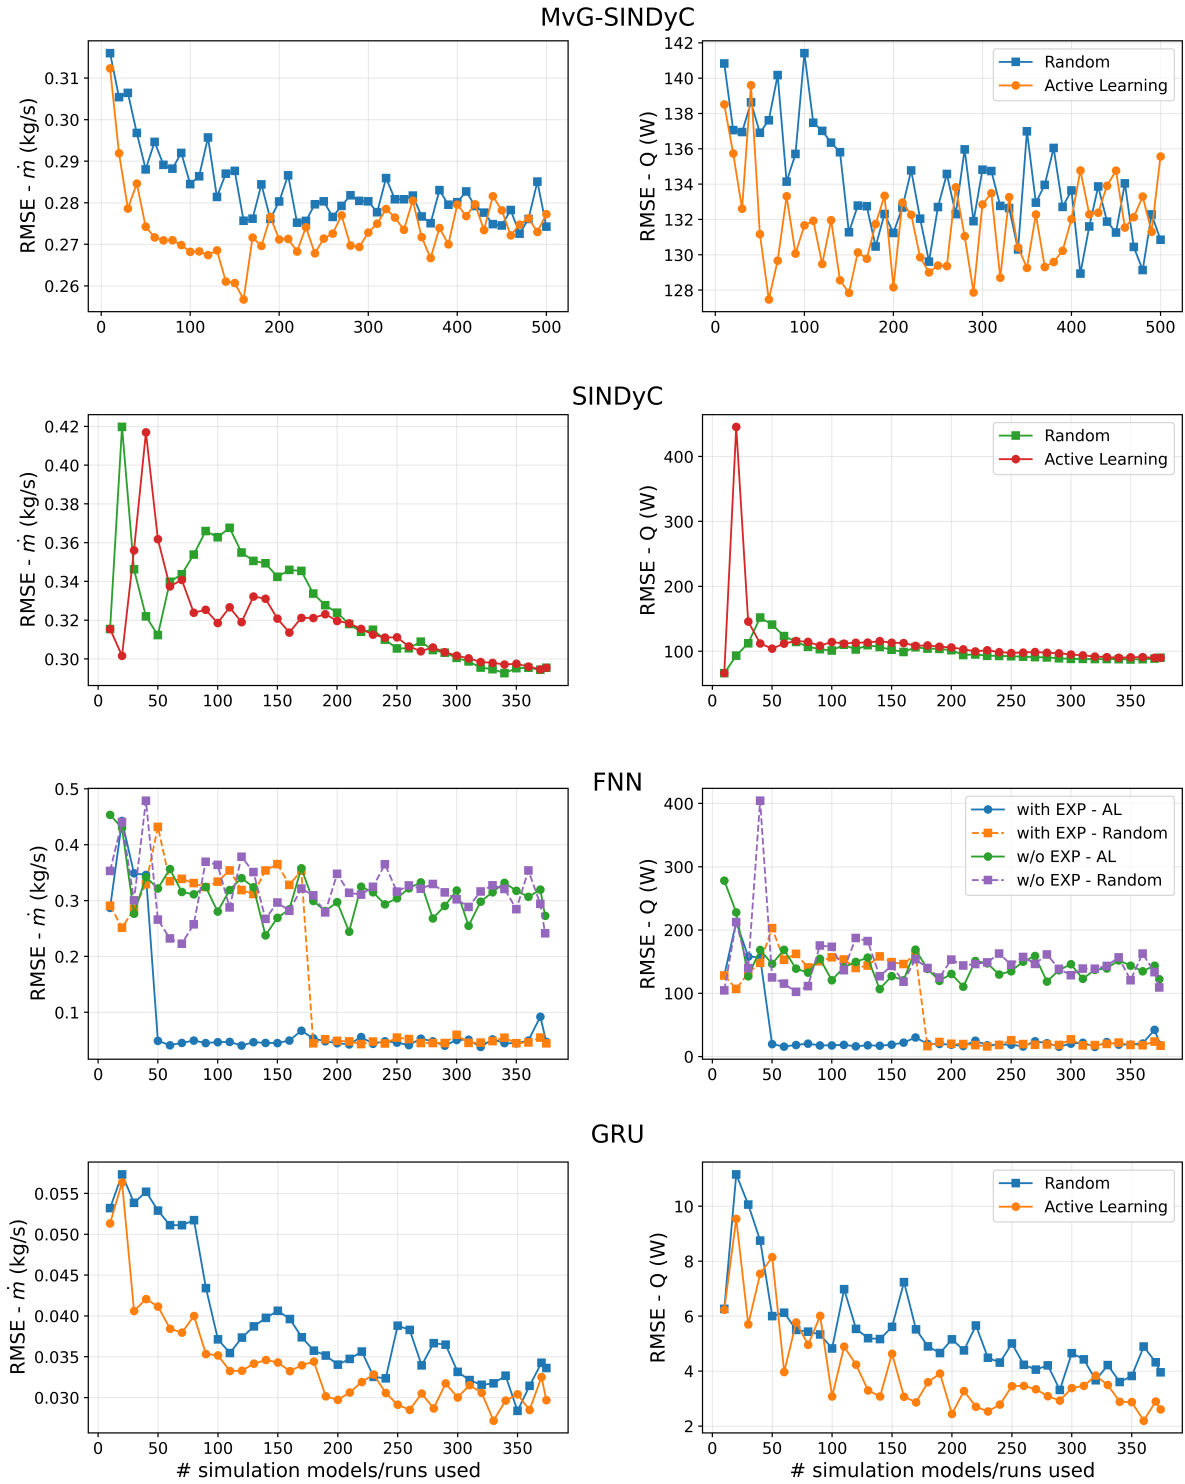 MvG-SINDyC
RMSE - ṁ (kg/s)
0.31
0.30
0.29
0.28
0.27
0.26
0 100 200 300 400 500
RMSE - Q (W)
142
140
138
136
134
132
130
128
0 100 200 300 400 500
Random
Active Learning
SINDyC
RMSE - ṁ (kg/s)
0.42
0.40
0.38
0.36
0.34
0.32
0.30
0 50 100 150 200 250 300 350
RMSE - Q (W)
400
300
200
100
0 50 100 150 200 250 300 350
Random
Active Learning
FNN
RMSE - ṁ (kg/s)
0.5
0.4
0.3
0.2
0.1
0 50 100 150 200 250 300 350
RMSE - Q (W)
400
300
200
100
0
0 50 100 150 200 250 300 350
with EXP - AL
with EXP - Random
w/o EXP - AL
w/o EXP - Random
GRU
RMSE - ṁ (kg/s)
0.055
0.050
0.045
0.040
0.035
0.030
0 50 100 150 200 250 300 350
# simulation models/runs used
RMSE - Q (W)
10
8
6
4
2
0 50 100 150 200 250 300 350
# simulation models/runs used
Random
Active Learning